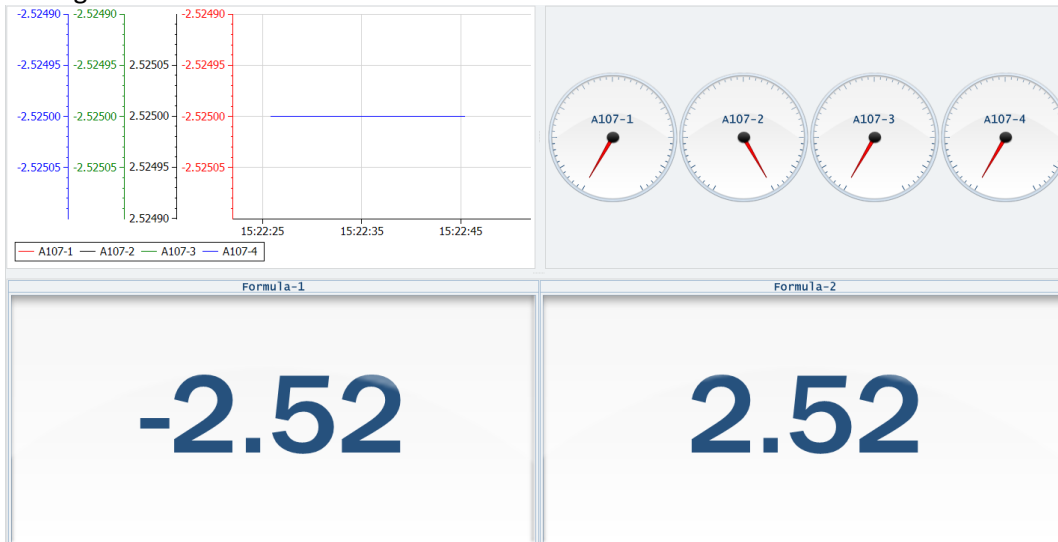 -2.52490 -2.52490 -2.52490
-2.52495 -2.52495 2.52505 -2.52495
-2.52500 -2.52500 2.52500 -2.52500
-2.52505 -2.52505 2.52495 -2.52505
2.52490
15:22:25 15:22:35 15:22:45
A107-1 A107-2 A107-3 A107-4
A107-1 A107-2 A107-3 A107-4
Formula-1 Formula-2
-2.52 2.52